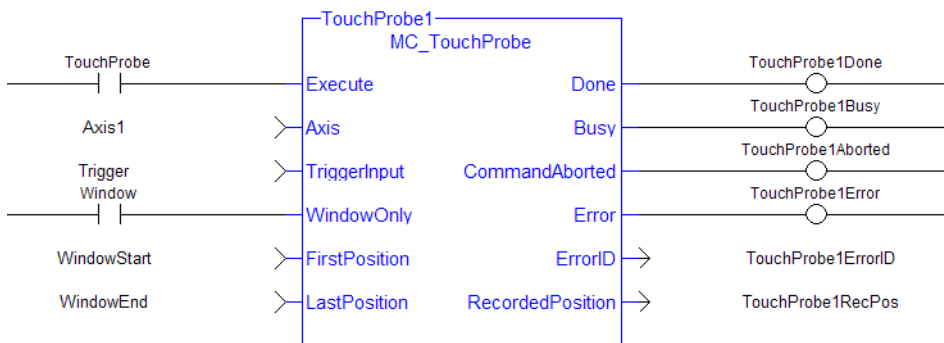 TouchProbe1
MC_TouchProbe
TouchProbe Execute Done TouchProbe1Done
Axis1 Axis Busy TouchProbe1Busy
Trigger TriggerInput CommandAborted TouchProbe1Aborted
Window WindowOnly Error TouchProbe1Error
WindowStart FirstPosition ErrorID TouchProbe1ErrorID
WindowEnd LastPosition RecordedPosition TouchProbe1RecPos